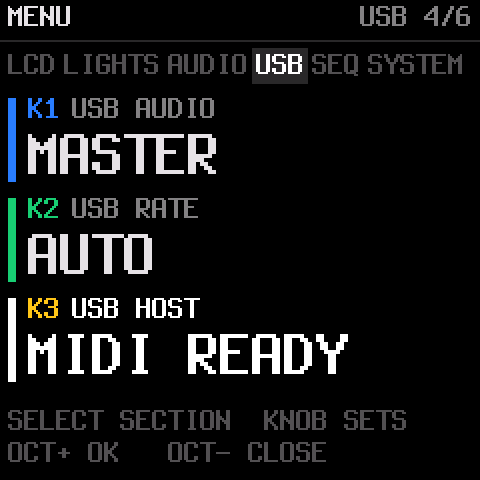 MENU USB 4/6
LCD LIGHTS AUDIO USB SEQ SYSTEM
K1 USB AUDIO
MASTER
K2 USB RATE
AUTO
K3 USB HOST
MIDI READY
SELECT SECTION KNOB SETS
OCT+ OK OCT- CLOSE